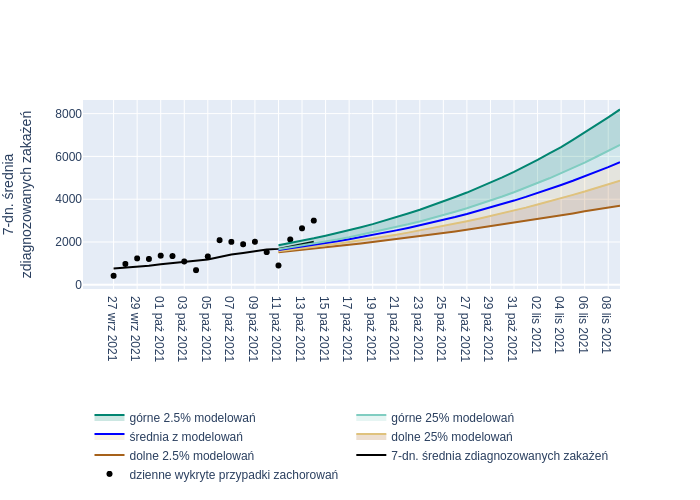 7-dn. średnia
zdiagnozowanych zakażeń
8000
6000
4000
2000
0
27 wrz 2021
29 wrz 2021
01 paź 2021
03 paź 2021
05 paź 2021
07 paź 2021
09 paź 2021
11 paź 2021
13 paź 2021
15 paź 2021
17 paź 2021
19 paź 2021
21 paź 2021
23 paź 2021
25 paź 2021
27 paź 2021
29 paź 2021
31 paź 2021
02 lis 2021
04 lis 2021
06 lis 2021
08 lis 2021
górne 2.5% modelowań
górne 25% modelowań
średnia z modelowań
dolne 25% modelowań
dolne 2.5% modelowań
7-dn. średnia zdiagnozowanych zakażeń
dzienne wykryte przypadki zachorowań